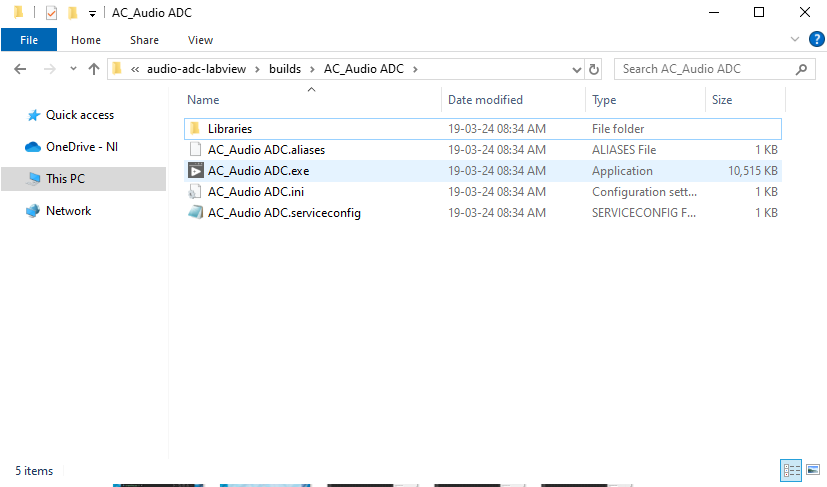 AC_Audio ADC
File Home Share View
« audio-adc-labview › builds › AC_Audio ADC › Search AC_Audio ADC
Name Date modified Type Size
Quick access
OneDrive - NI
This PC
Network
Libraries 19-03-24 08:34 AM File folder
AC_Audio ADC.aliases 19-03-24 08:34 AM ALIASES File 1 KB
AC_Audio ADC.exe 19-03-24 08:34 AM Application 10,515 KB
AC_Audio ADC.ini 19-03-24 08:34 AM Configuration sett... 1 KB
AC_Audio ADC.serviceconfig 19-03-24 08:34 AM SERVICECONFIG F... 1 KB
5 items